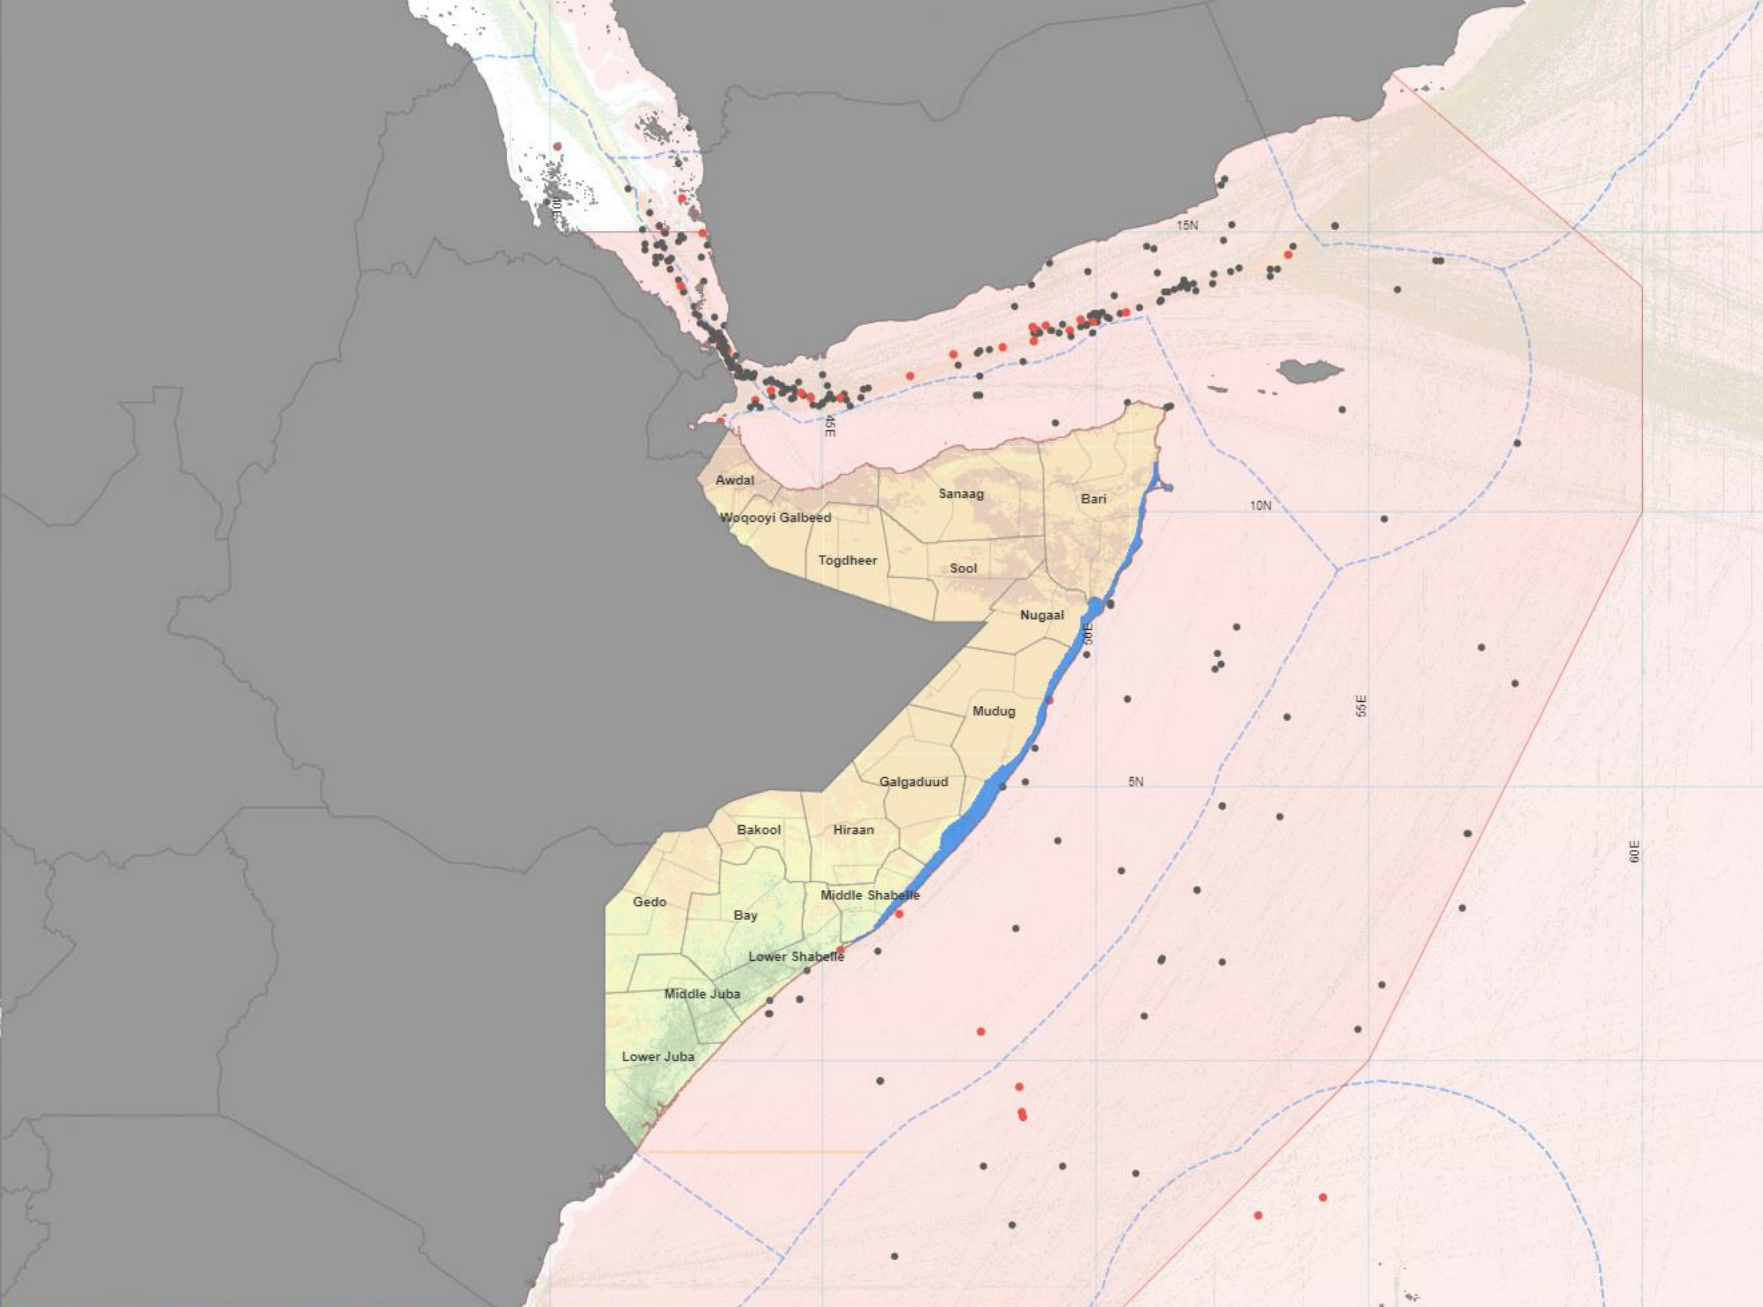 40E
15N
45E
Awdal
Sanaag
Bari
10N
Woqooyi Galbeed
Togdheer
Sool
Nugaal
50E
Mudug
55E
Galgaduud
5N
Bakool
Hiraan
60E
Middle Shabelle
Gedo
Bay
Lower Shabelle
Middle Juba
Lower Juba